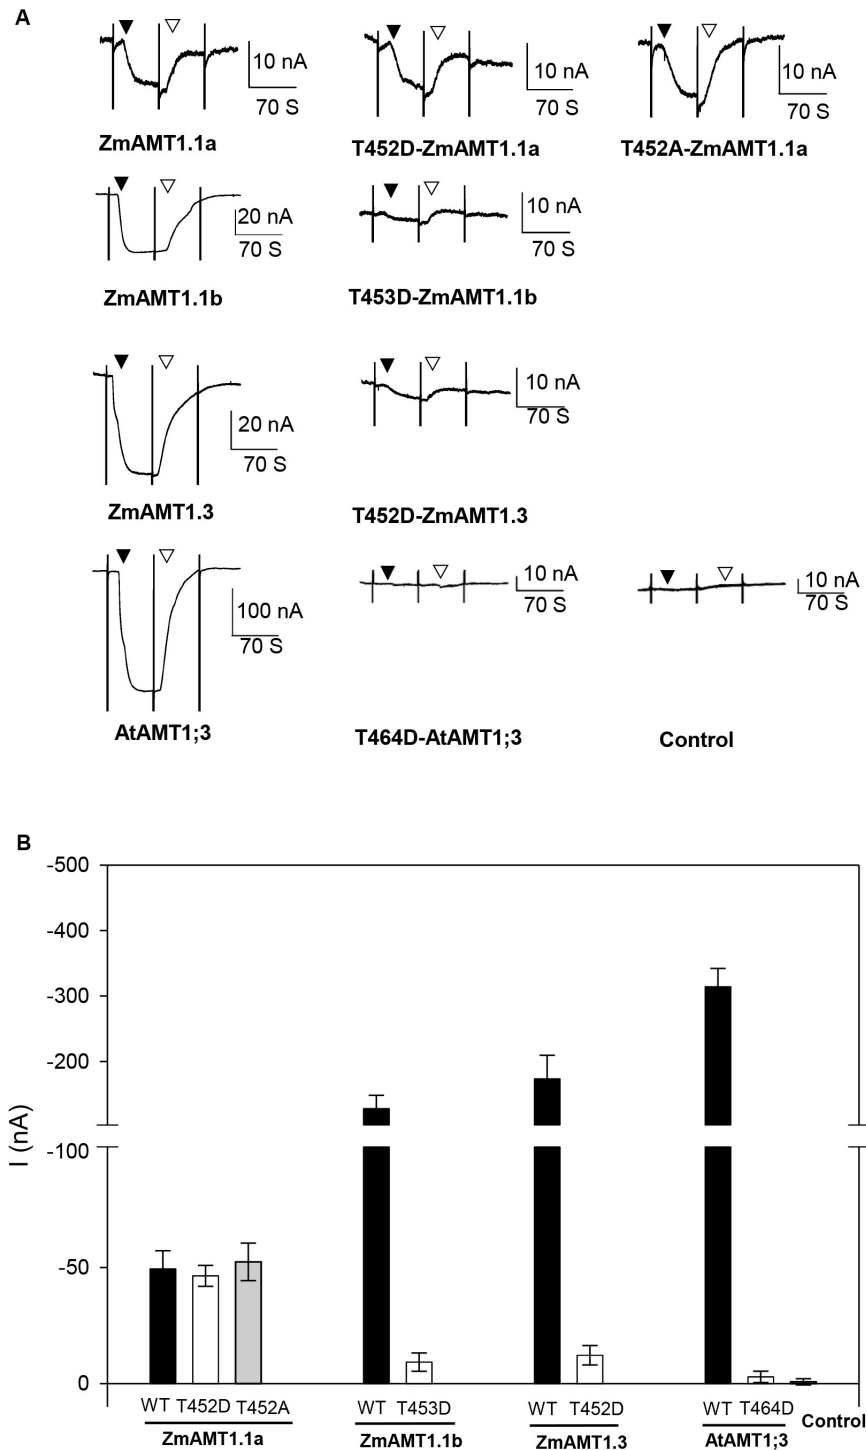 A
10 nA
70 S
ZmAMT1.1a
10 nA
70 S
T452D-ZmAMT1.1a
10 nA
70 S
T452A-ZmAMT1.1a
20 nA
70 S
ZmAMT1.1b
10 nA
70 S
T453D-ZmAMT1.1b
20 nA
70 S
ZmAMT1.3
10 nA
70 S
T452D-ZmAMT1.3
100 nA
70 S
AtAMT1;3
10 nA
70 S
T464D-AtAMT1;3
10 nA
70 S
Control
B
I (nA)
-500
-400
-300
-200
-100
-50
0
WT T452D T452A
ZmAMT1.1a
WT T453D
ZmAMT1.1b
WT T452D
ZmAMT1.3
WT T464D
AtAMT1;3
Control